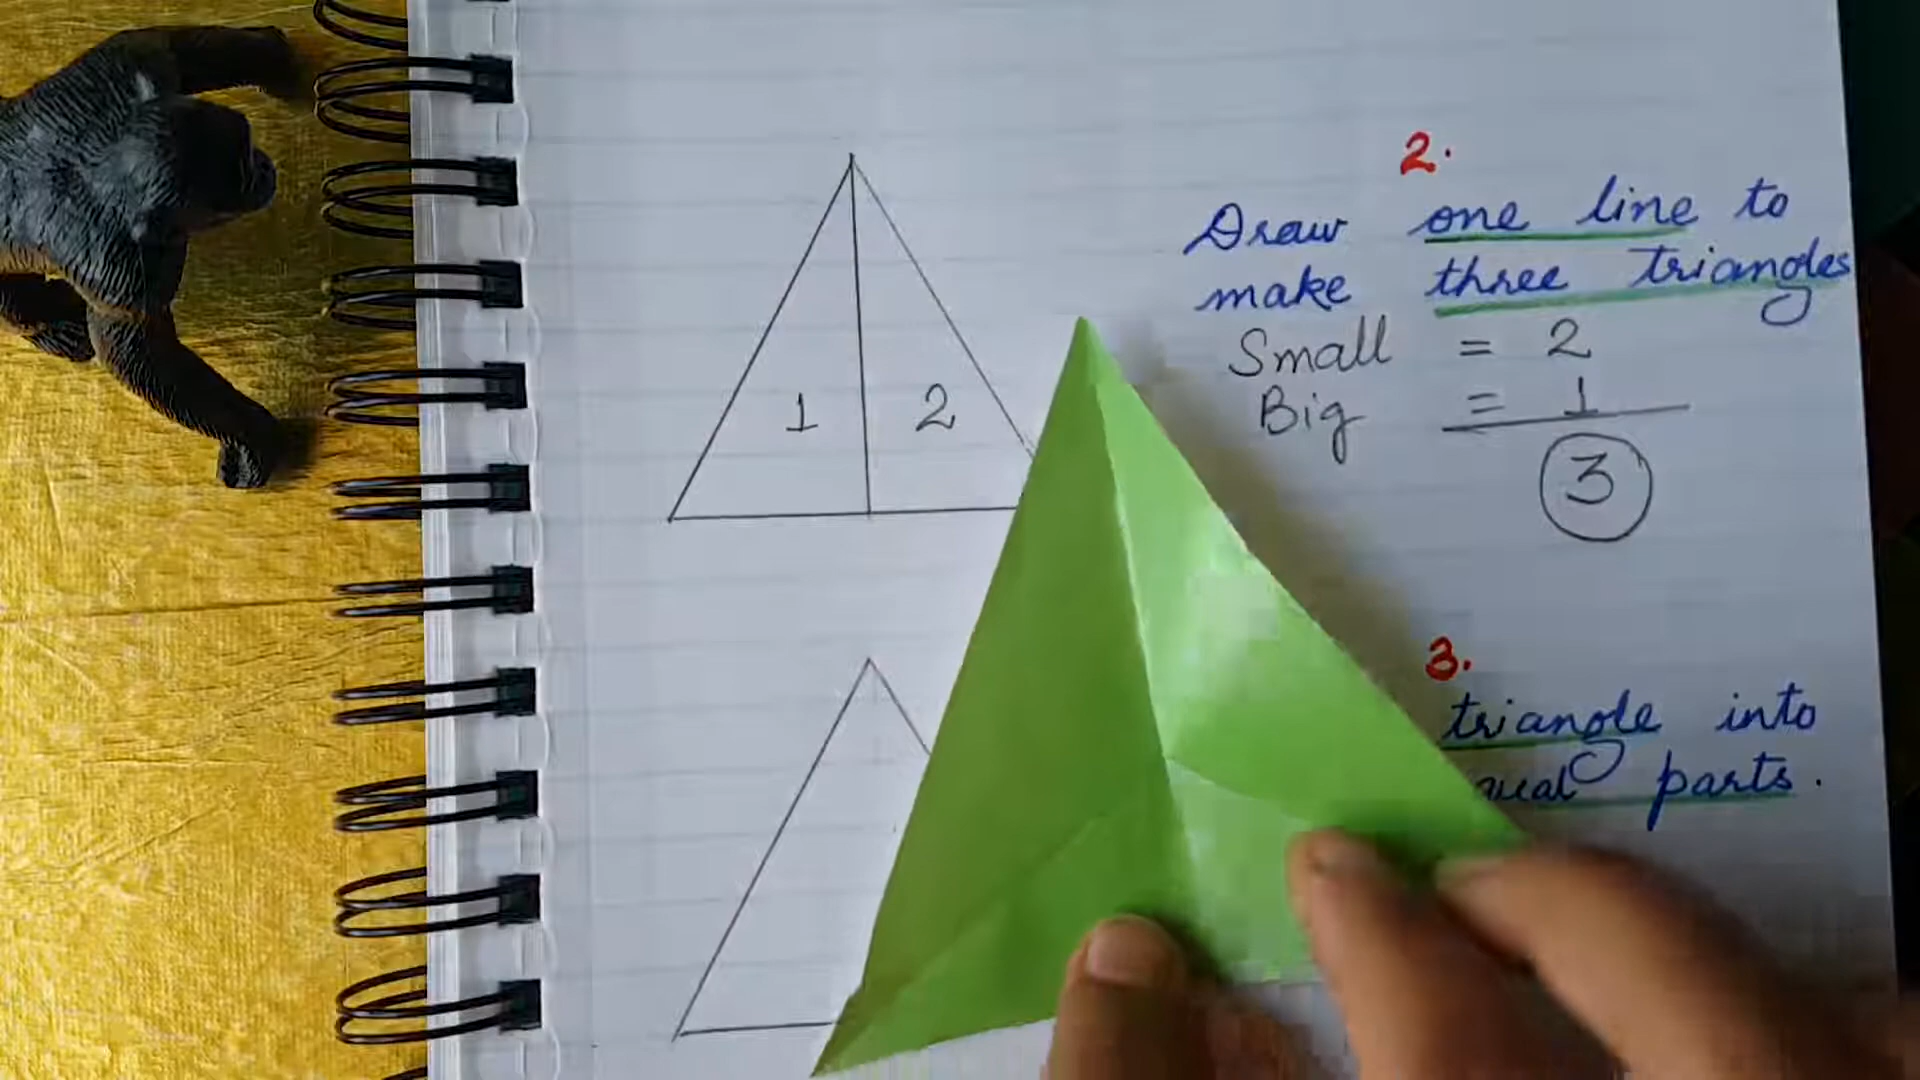 2.
Draw one line to
make three triangles
Small = 2
Big = 1
3
1 2
3.
triangle into
parts.